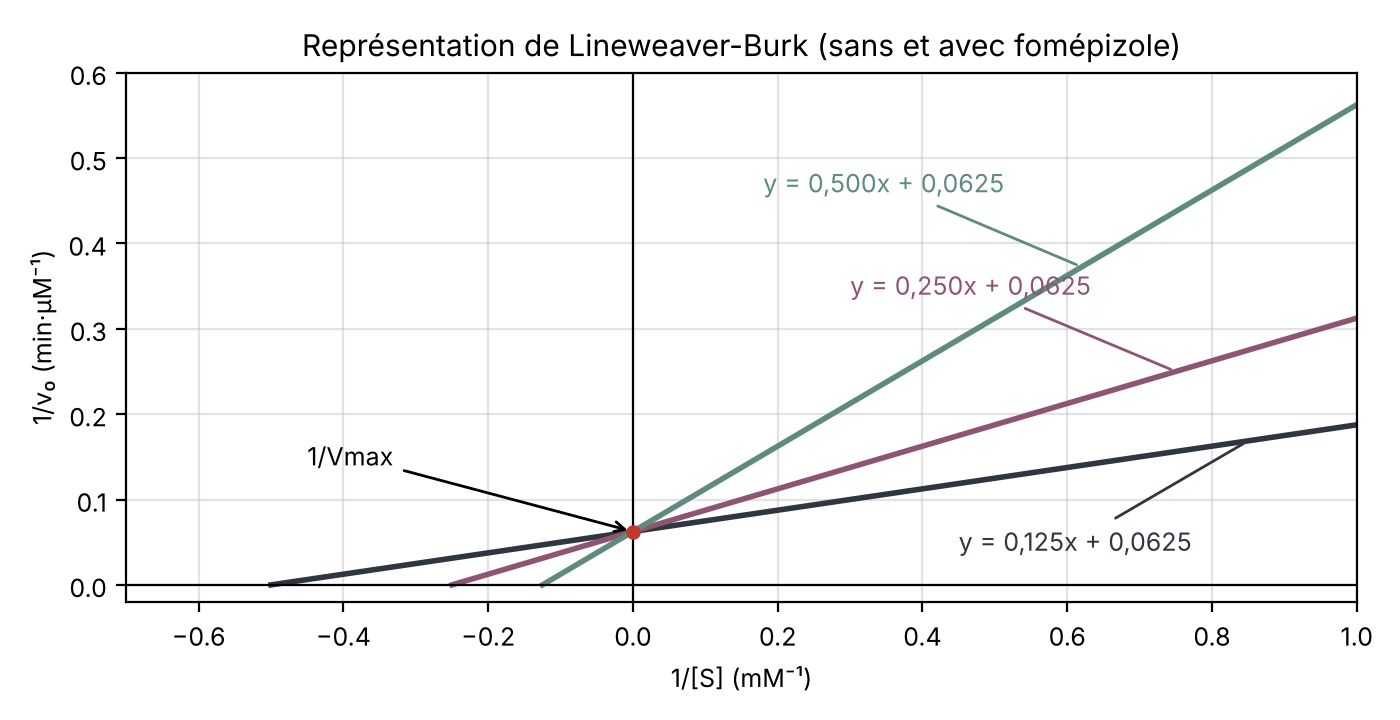 Représentation de Lineweaver-Burk (sans et avec fomépizole)
0.6
0.5
0.4
0.3
0.2
0.1
0.0
1/v₀ (min·µM⁻¹)
y = 0,500x + 0,0625
y = 0,250x + 0,0625
1/Vmax
y = 0,125x + 0,0625
−0.6 −0.4 −0.2 0.0 0.2 0.4 0.6 0.8 1.0
1/[S] (mM⁻¹)